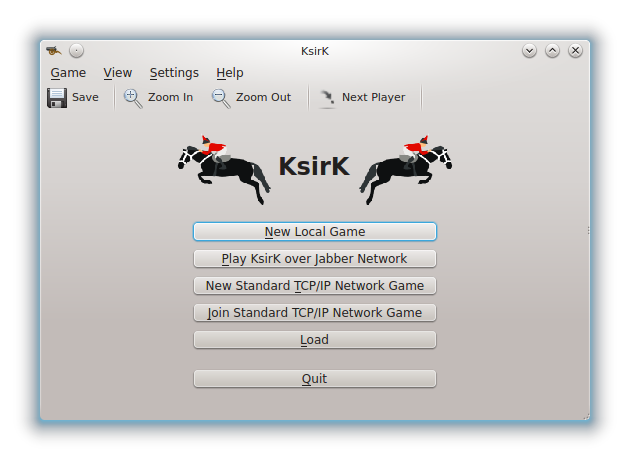 KsirK
Game View Settings Help
Save Zoom In Zoom Out Next Player
KsirK
New Local Game
Play KsirK over Jabber Network
New Standard TCP/IP Network Game
Join Standard TCP/IP Network Game
Load
Quit